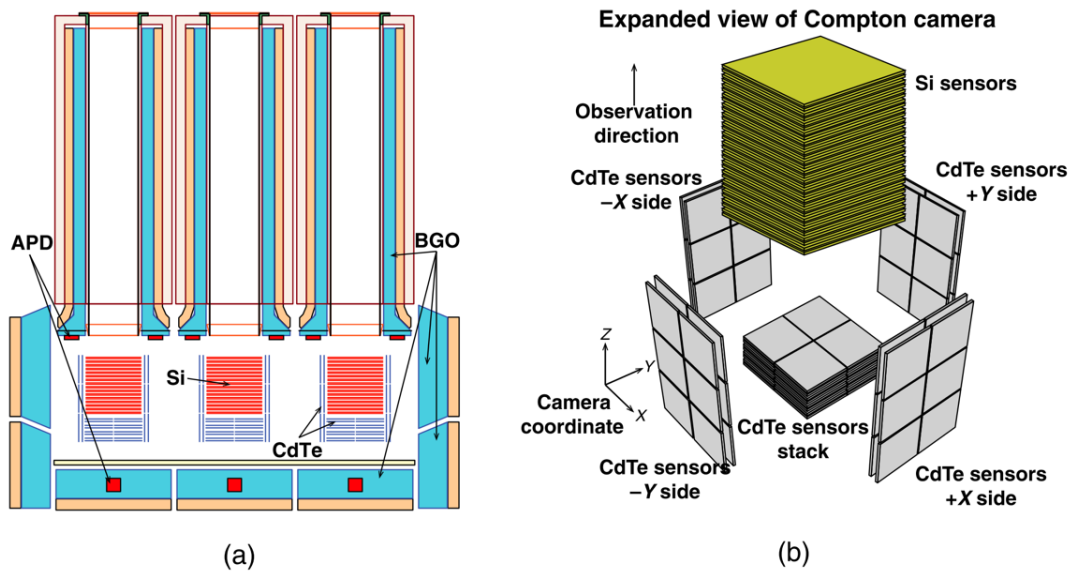 APD
BGO
Si
CdTe
(a)
Expanded view of Compton camera
Observation
direction
Si sensors
CdTe sensors
–X side
CdTe sensors
+Y side
Z
Y
X
Camera
coordinate
CdTe sensors
stack
CdTe sensors
–Y side
CdTe sensors
+X side
(b)